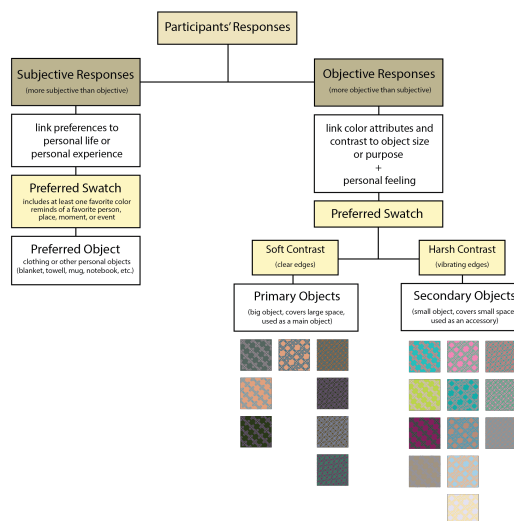 Participants’ Responses
Subjective Responses
(more subjective than objective)
link preferences to
personal life or
personal experience
Preferred Swatch
includes at least one favorite color
reminds of a favorite person,
place, moment, or event
Preferred Object
clothing or other personal objects
(blanket, towell, mug, notebook, etc.)
Objective Responses
(more objective than subjective)
link color attributes and
contrast to object size
or purpose
+
personal feeling
Preferred Swatch
Soft Contrast
(clear edges)
Primary Objects
(big object, covers large space,
used as a main object)
Harsh Contrast
(vibrating edges)
Secondary Objects
(small object, covers small space
used as an accessory)